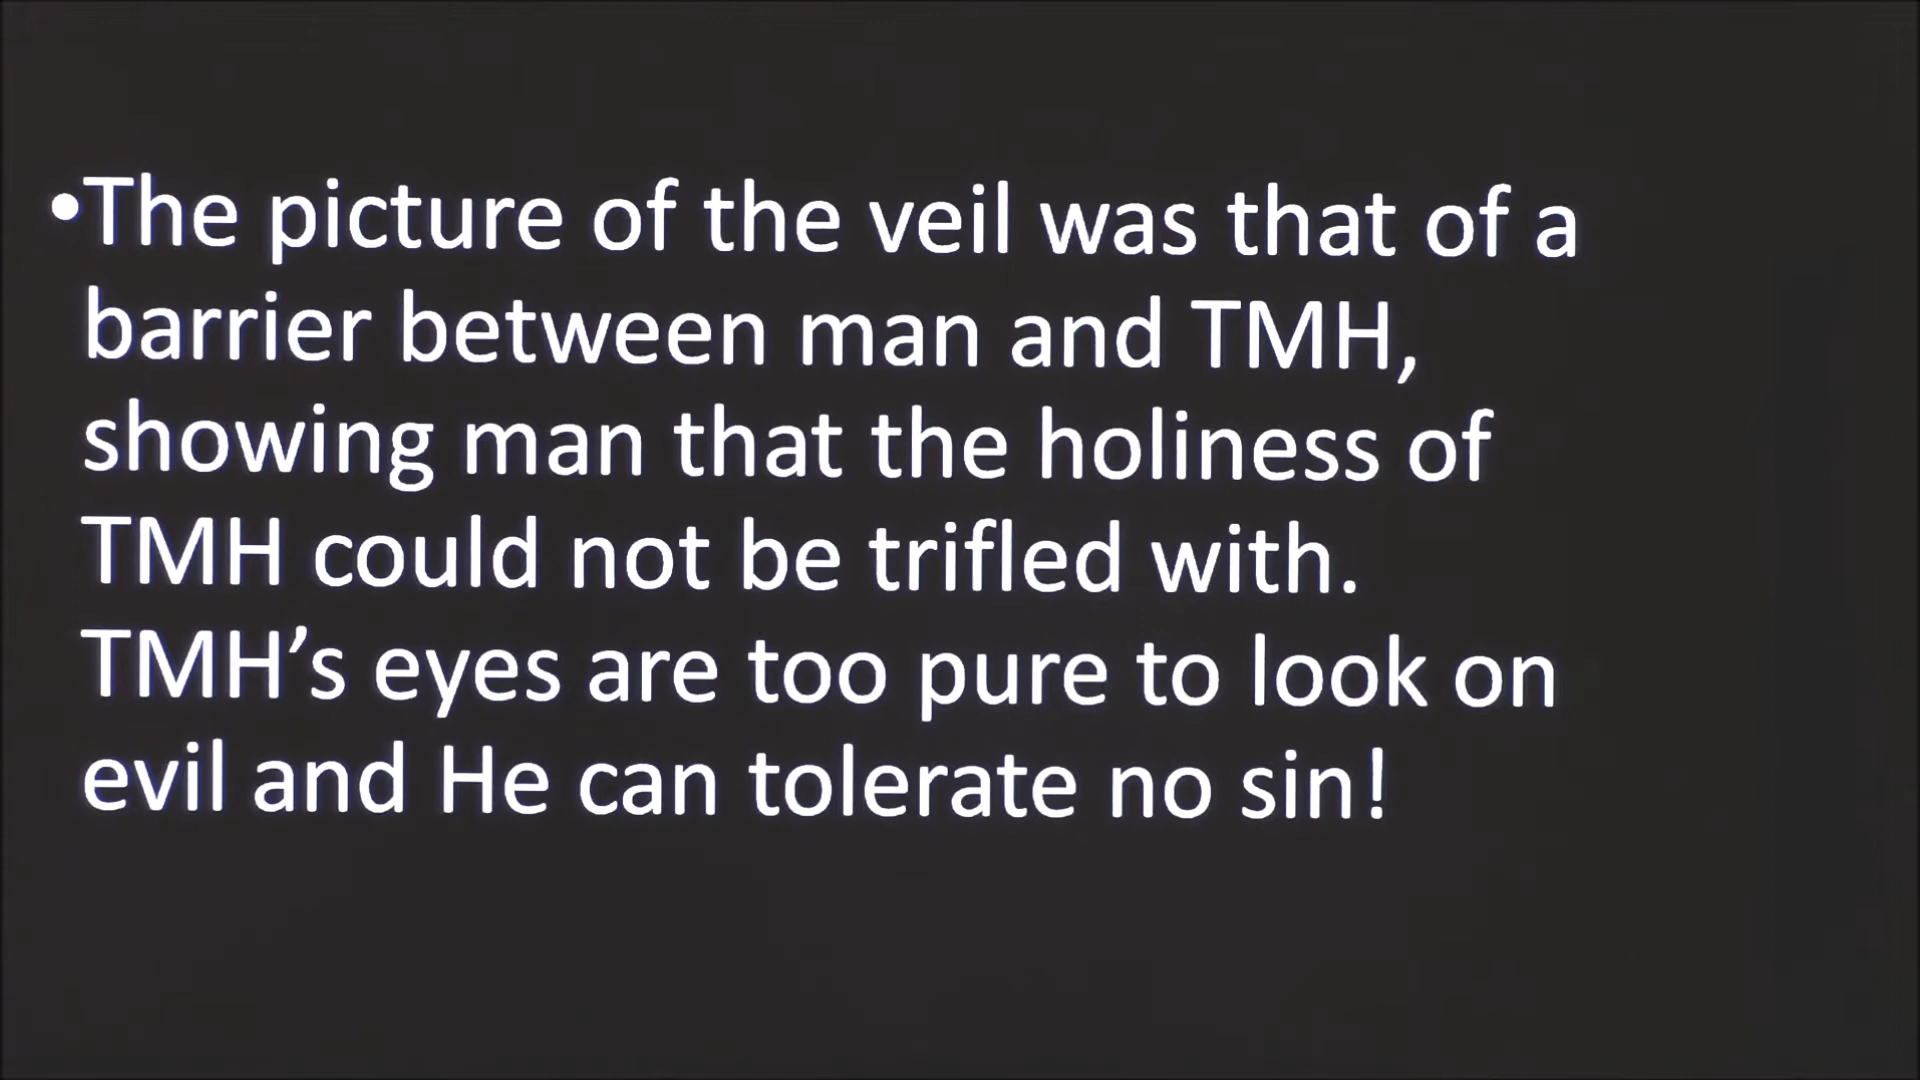 •The picture of the veil was that of a
barrier between man and TMH,
showing man that the holiness of
TMH could not be trifled with.
TMH’s eyes are too pure to look on
evil and He can tolerate no sin!